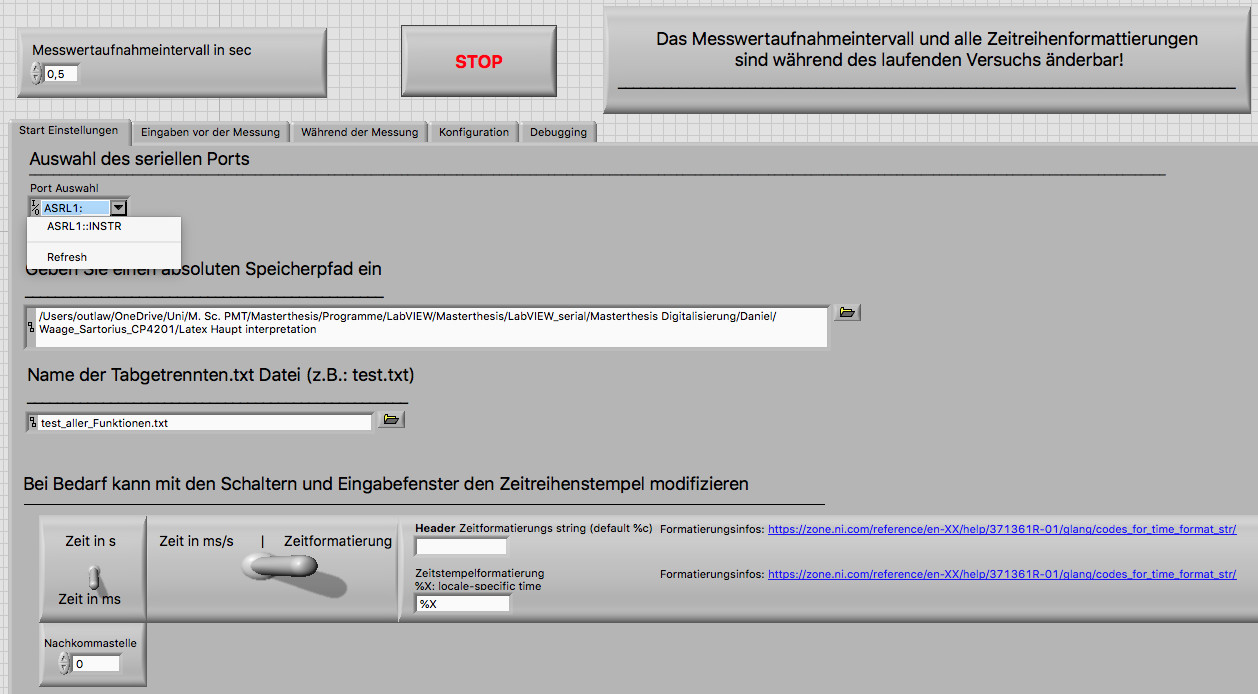 Messwertaufnahmeintervall in sec
0,5
STOP
Das Messwertaufnahmeintervall und alle Zeitreihenformattierungen
sind während des laufenden Versuchs änderbar!
Start Einstellungen
Eingaben vor der Messung
Während der Messung
Konfiguration
Debugging
Auswahl des seriellen Ports
Port Auswahl
I/O ASRL1:
ASRL1::INSTR
Refresh
Geben Sie einen absoluten Speicherpfad ein
/Users/outlaw/OneDrive/Uni/M. Sc. PMT/Masterthesis/Programme/LabVIEW/Masterthesis/LabVIEW_serial/Masterthesis Digitalisierung/Daniel/
Waage_Sartorius_CP4201/Latex Haupt interpretation
Name der Tabgetrennten.txt Datei (z.B.: test.txt)
test_aller_Funktionen.txt
Bei Bedarf kann mit den Schaltern und Eingabefenster den Zeitreihenstempel modifizieren
Zeit in s
Zeit in ms
Zeit in ms/s | Zeitformatierung
Header Zeitformatierungs string (default %c)
Formatierungsinfos: https://zone.ni.com/reference/en-XX/help/371361R-01/glang/codes_for_time_format_str/
Zeitstempelformatierung
%X: locale-specific time
%X
Formatierungsinfos: https://zone.ni.com/reference/en-XX/help/371361R-01/glang/codes_for_time_format_str/
Nachkommastelle
0